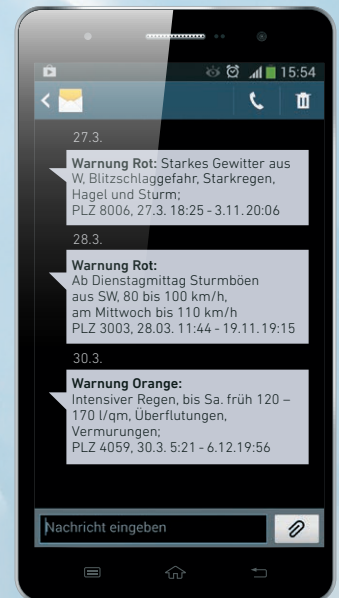 15:54
27.3.
Warnung Rot: Starkes Gewitter aus
W, Blitzschlaggefahr, Starkregen,
Hagel und Sturm;
PLZ 8006, 27.3. 18:25 - 3.11. 20:06
28.3.
Warnung Rot:
Ab Dienstagmittag Sturmböen
aus SW, 80 bis 100 km/h,
am Mittwoch bis 110 km/h
PLZ 3003, 28.03. 11:44 - 19.11.19:15
30.3.
Warnung Orange:
Intensiver Regen, bis Sa. früh 120 –
170 l/qm, Überflutungen,
Vermurungen;
PLZ 4059, 30.3. 5:21 - 6.12.19:56
Nachricht eingeben